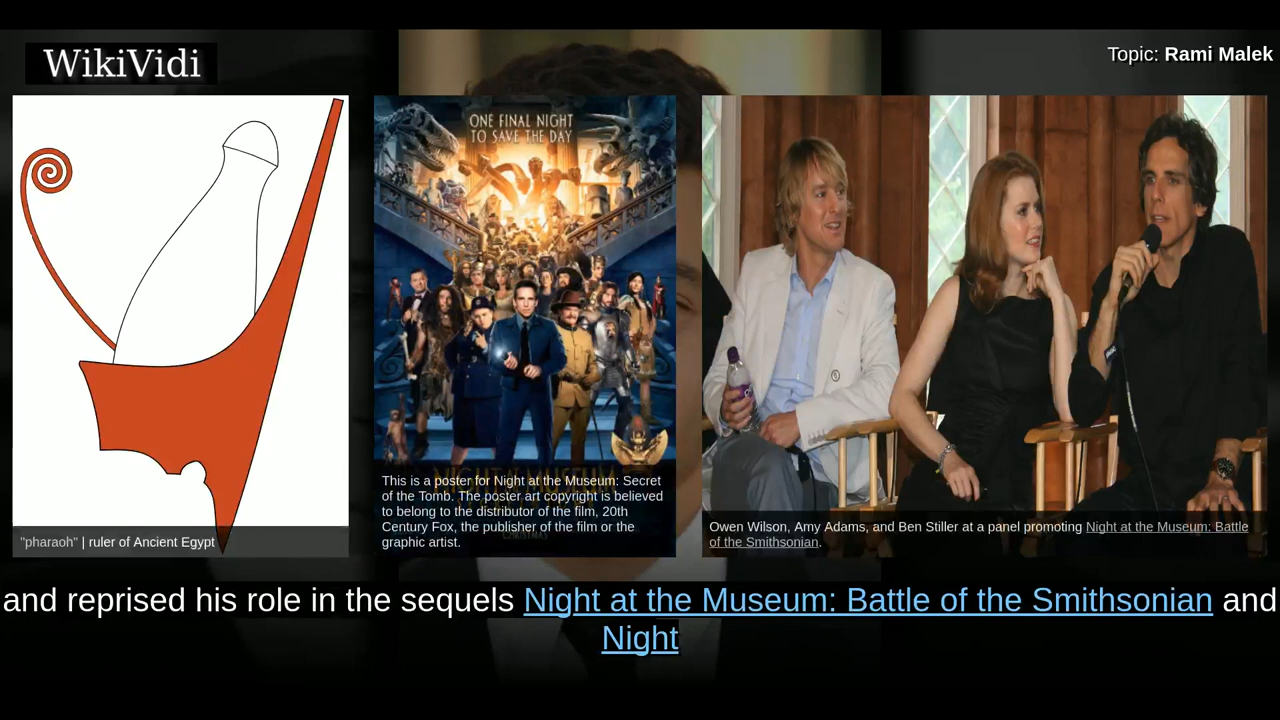 WikiVidi
Topic: Rami Malek
ONE FINAL NIGHT
TO SAVE THE DAY
"pharaoh" | ruler of Ancient Egypt
This is a poster for Night at the Museum: Secret
of the Tomb. The poster art copyright is believed
to belong to the distributor of the film, 20th
Century Fox, the publisher of the film or the
graphic artist.
Owen Wilson, Amy Adams, and Ben Stiller at a panel promoting Night at the Museum: Battle
of the Smithsonian.
and reprised his role in the sequels Night at the Museum: Battle of the Smithsonian and
Night